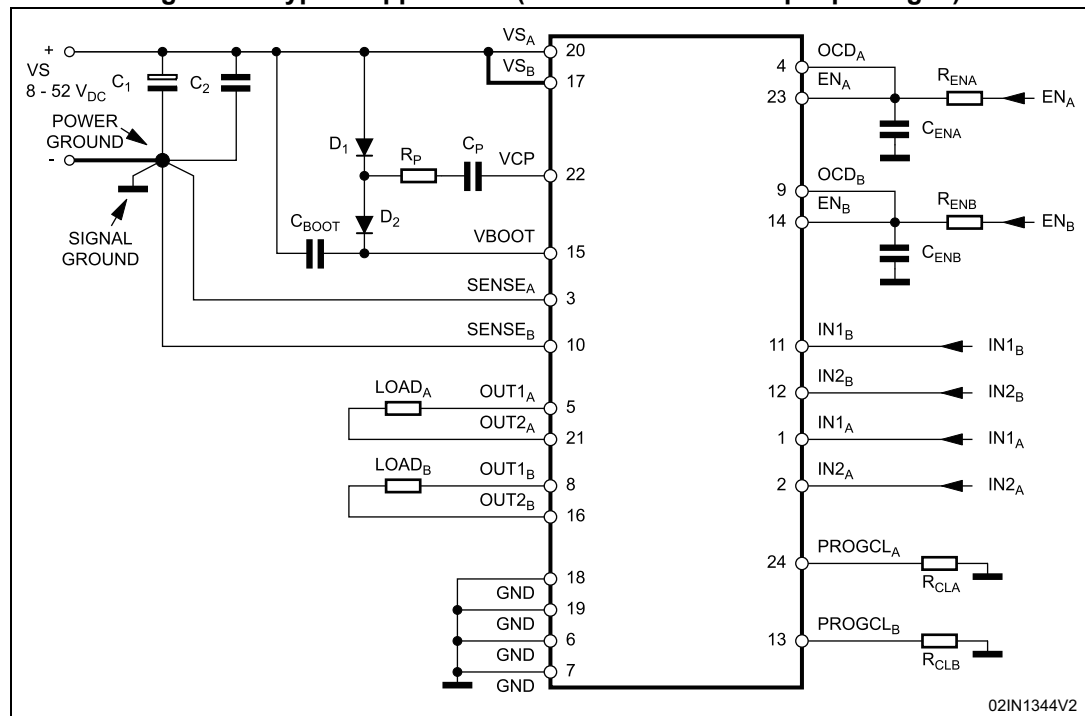 VS_A
20
VS_B
17
+
VS
8 - 52 V_DC
C_1
C_2
POWER
GROUND
-
SIGNAL
GROUND
D_1
R_P
C_P
VCP
22
D_2
C_BOOT
VBOOT
15
SENSE_A
3
SENSE_B
10
LOAD_A
OUT1_A
5
OUT2_A
21
LOAD_B
OUT1_B
8
OUT2_B
16
18
GND
19
GND
6
GND
7
GND
OCD_A
4
EN_A
23
R_ENA
EN_A
C_ENA
OCD_B
9
EN_B
14
R_ENB
EN_B
C_ENB
IN1_B
11
IN1_B
IN2_B
12
IN2_B
IN1_A
1
IN1_A
IN2_A
2
IN2_A
PROGCL_A
24
R_CLA
PROGCL_B
13
R_CLB
02IN1344V2